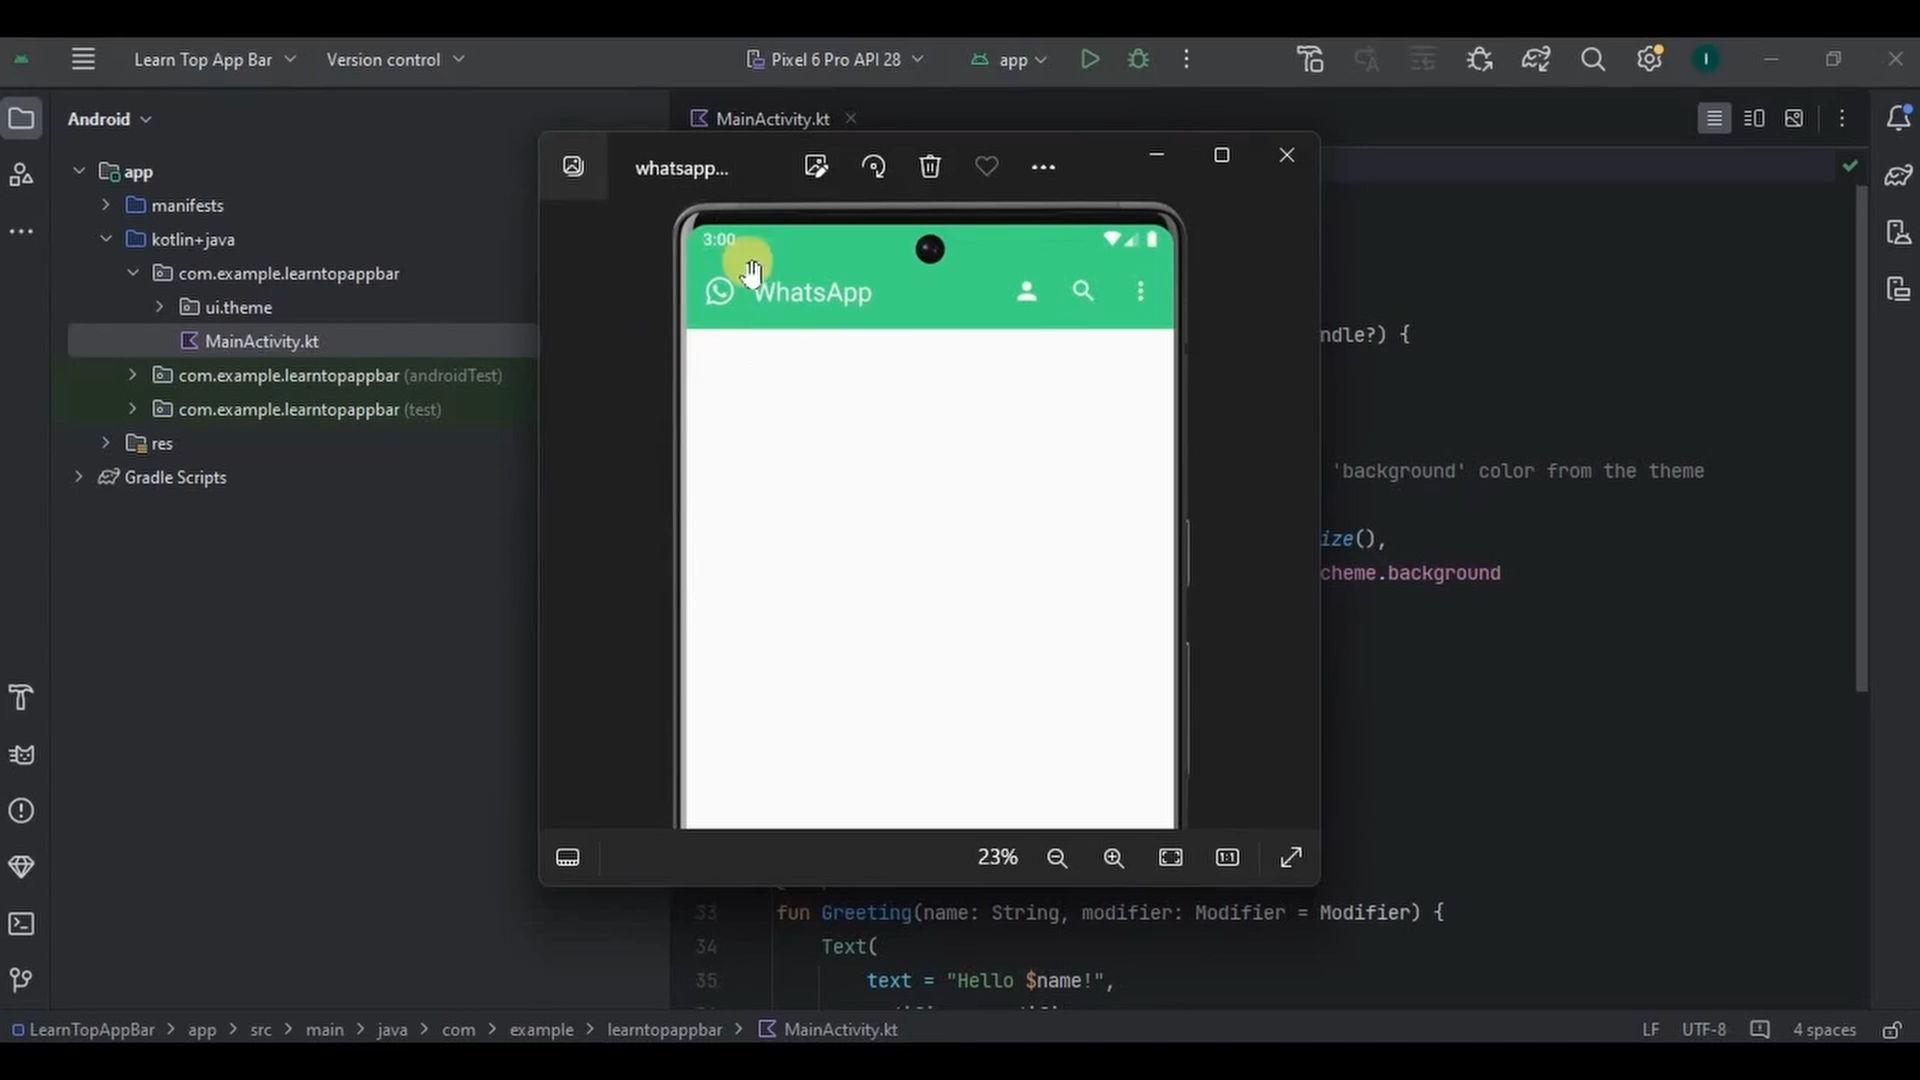 Learn Top App Bar
Version control
Pixel 6 Pro API 28
app
I
Android
MainActivity.kt
app
manifests
kotlin+java
com.example.learntopappbar
ui.theme
MainActivity.kt
com.example.learntopappbar (androidTest)
com.example.learntopappbar (test)
res
Gradle Scripts
whatsapp...
3:00
WhatsApp
23%
1:1
ndle?) {
'background' color from the theme
ize(),
cheme.background
33 fun Greeting(name: String, modifier: Modifier = Modifier) {
34 Text(
35 text = "Hello $name!",
LearnTopAppBar > app > src > main > java > com > example > learntopappbar > MainActivity.kt
LF UTF-8 4 spaces